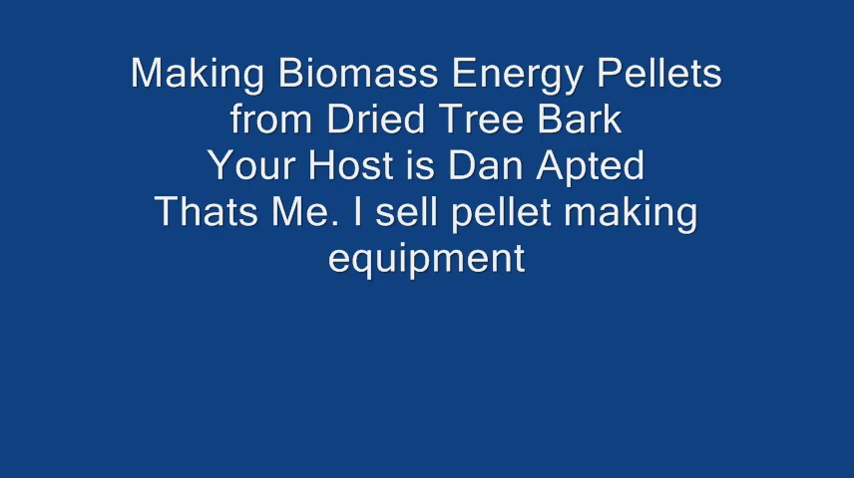 Making Biomass Energy Pellets
from Dried Tree Bark
Your Host is Dan Apted
Thats Me. I sell pellet making
equipment